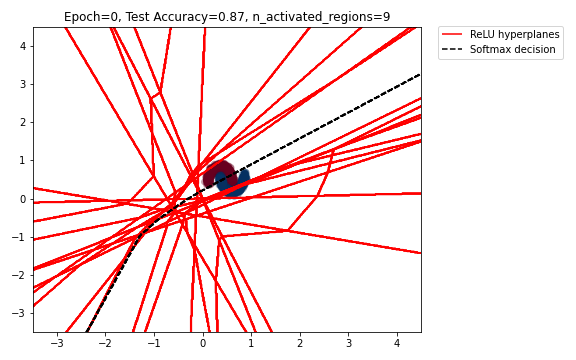 Epoch=0, Test Accuracy=0.87, n_activated_regions=9
ReLU hyperplanes
Softmax decision
4
3
2
1
0
−1
−2
−3
−3 −2 −1 0 1 2 3 4